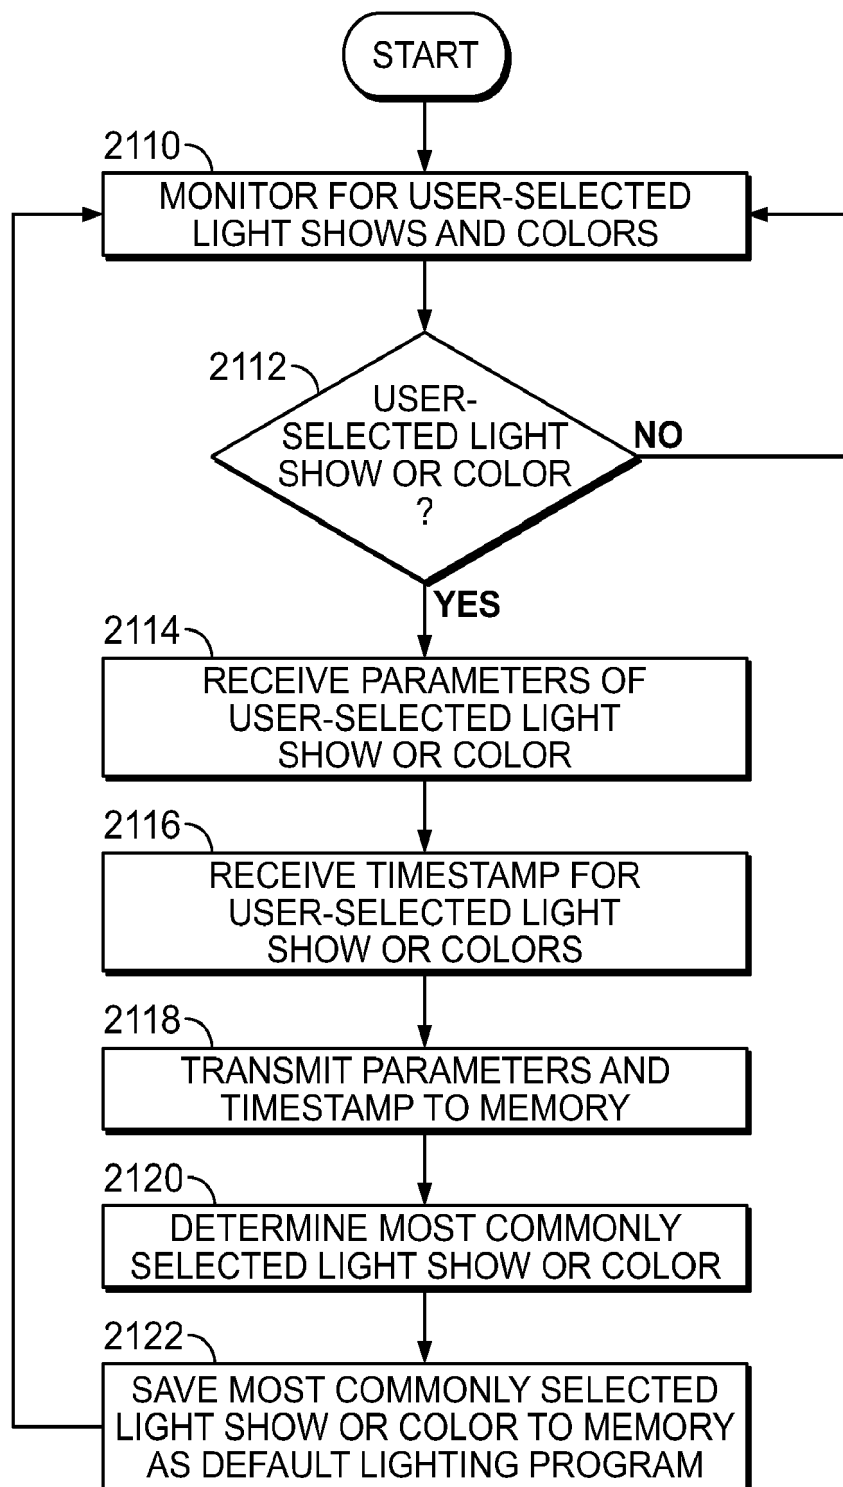 START
2110
MONITOR FOR USER-SELECTED
LIGHT SHOWS AND COLORS
2112
USER-
SELECTED LIGHT
SHOW OR COLOR
?
NO
YES
2114
RECEIVE PARAMETERS OF
USER-SELECTED LIGHT
SHOW OR COLOR
2116
RECEIVE TIMESTAMP FOR
USER-SELECTED LIGHT
SHOW OR COLORS
2118
TRANSMIT PARAMETERS AND
TIMESTAMP TO MEMORY
2120
DETERMINE MOST COMMONLY
SELECTED LIGHT SHOW OR COLOR
2122
SAVE MOST COMMONLY SELECTED
LIGHT SHOW OR COLOR TO MEMORY
AS DEFAULT LIGHTING PROGRAM